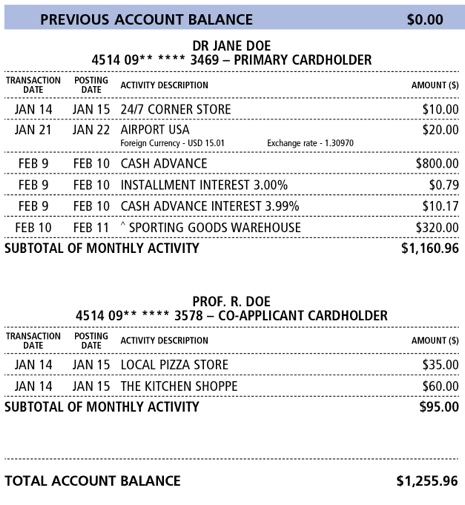 PREVIOUS ACCOUNT BALANCE $0.00
DR JANE DOE
4514 09** **** 3469 – PRIMARY CARDHOLDER
TRANSACTION DATE POSTING DATE ACTIVITY DESCRIPTION AMOUNT ($)
JAN 14 JAN 15 24/7 CORNER STORE $10.00
JAN 21 JAN 22 AIRPORT USA $20.00
Foreign Currency - USD 15.01 Exchange rate - 1.30970
FEB 9 FEB 10 CASH ADVANCE $800.00
FEB 9 FEB 10 INSTALLMENT INTEREST 3.00% $0.79
FEB 9 FEB 10 CASH ADVANCE INTEREST 3.99% $10.17
FEB 10 FEB 11 ^ SPORTING GOODS WAREHOUSE $320.00
SUBTOTAL OF MONTHLY ACTIVITY $1,160.96
PROF. R. DOE
4514 09** **** 3578 – CO-APPLICANT CARDHOLDER
TRANSACTION DATE POSTING DATE ACTIVITY DESCRIPTION AMOUNT ($)
JAN 14 JAN 15 LOCAL PIZZA STORE $35.00
JAN 14 JAN 15 THE KITCHEN SHOPPE $60.00
SUBTOTAL OF MONTHLY ACTIVITY $95.00
TOTAL ACCOUNT BALANCE $1,255.96